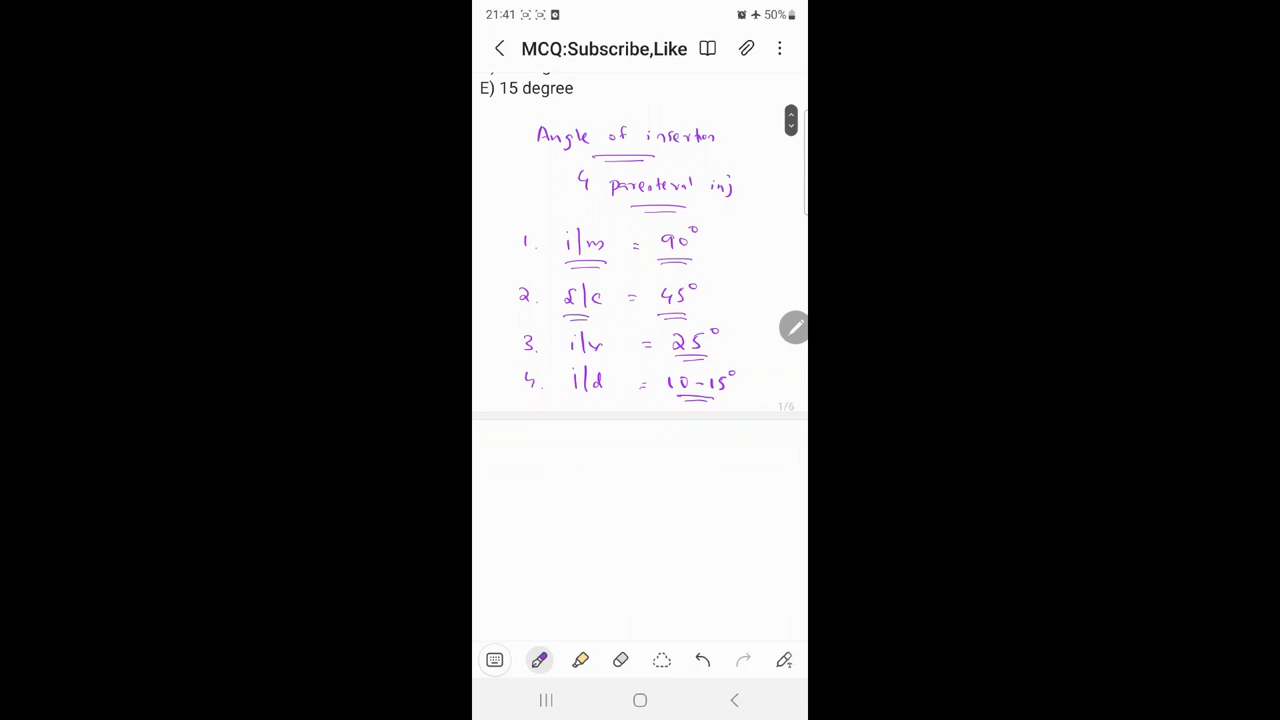 21:41 50%
MCQ:Subscribe,Like
E) 15 degree
Angle of insertion
4 parenteral inj
1. i/m = 90°
2. S/c = 45°
3. i/v = 25°
4. i/d = 10-15°
1/6